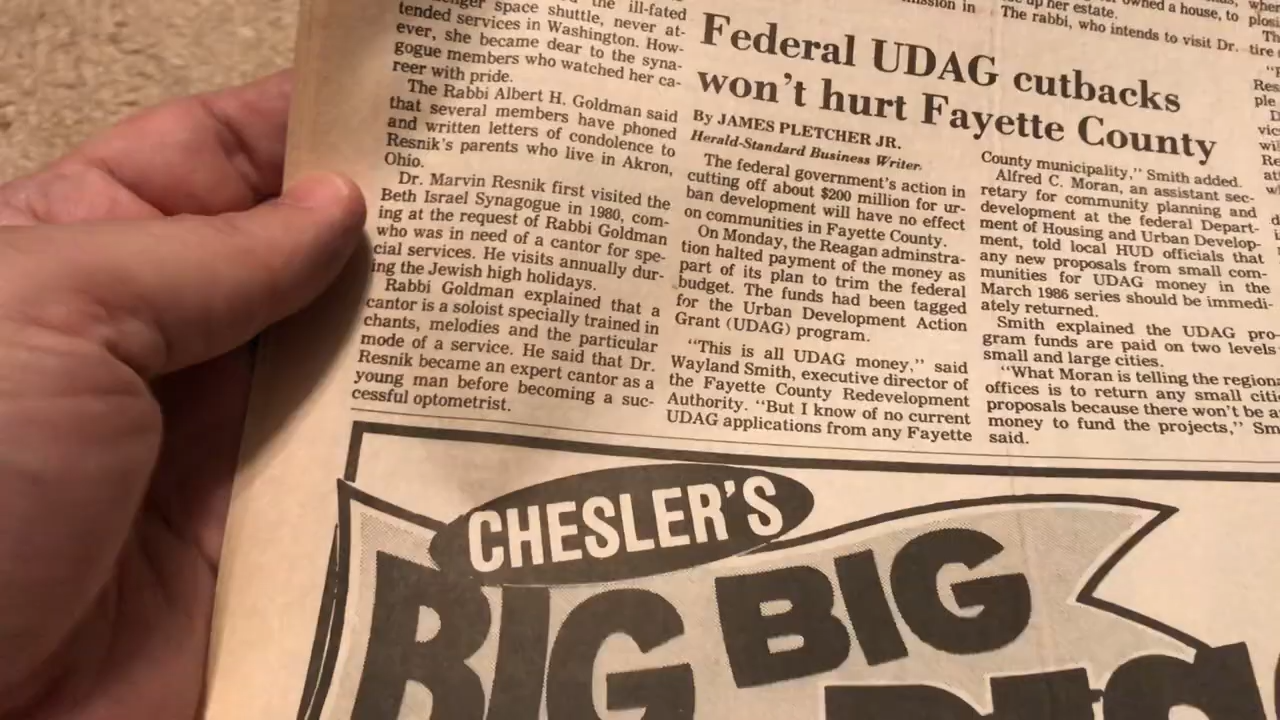 the ill-fated
space shuttle, never at-
tended services in Washington. How-
ever, she became dear to the syna-
gogue members who watched her ca-
reer with pride.
The Rabbi Albert H. Goldman said
that several members have phoned
and written letters of condolence to
Resnik's parents who live in Akron,
Ohio.
Dr. Marvin Resnik first visited the
Beth Israel Synagogue in 1980, com-
ing at the request of Rabbi Goldman
who was in need of a cantor for spe-
cial services. He visits annually dur-
ing the Jewish high holidays.
Rabbi Goldman explained that a
cantor is a soloist specially trained in
chants, melodies and the particular
mode of a service. He said that Dr.
Resnik became an expert cantor as a
young man before becoming a suc-
cessful optometrist.
in
up her estate.
owned a house, to
The rabbi, who intends to visit Dr.
Federal UDAG cutbacks
won't hurt Fayette County
By JAMES PLETCHER JR.
Herald-Standard Business Writer
The federal government's action in
cutting off about $200 million for ur-
ban development will have no effect
on communities in Fayette County.
On Monday, the Reagan adminstra-
tion halted payment of the money as
part of its plan to trim the federal
budget. The funds had been tagged
for the Urban Development Action
Grant (UDAG) program.
"This is all UDAG money," said
Wayland Smith, executive director of
the Fayette County Redevelopment
Authority. "But I know of no current
UDAG applications from any Fayette
County municipality," Smith added.
Alfred C. Moran, an assistant sec-
retary for community planning and
development at the federal Depart-
ment of Housing and Urban Develop-
ment, told local HUD officials that
any new proposals from small com-
munities for UDAG money in the
March 1986 series should be immedi-
ately returned.
Smith explained the UDAG pro-
gram funds are paid on two levels
small and large cities.
"What Moran is telling the regiona
offices is to return any small citi
proposals because there won't be a
money to fund the projects," Sm
said.
tire
Res
ple
CHESLER'S
BIG BIG